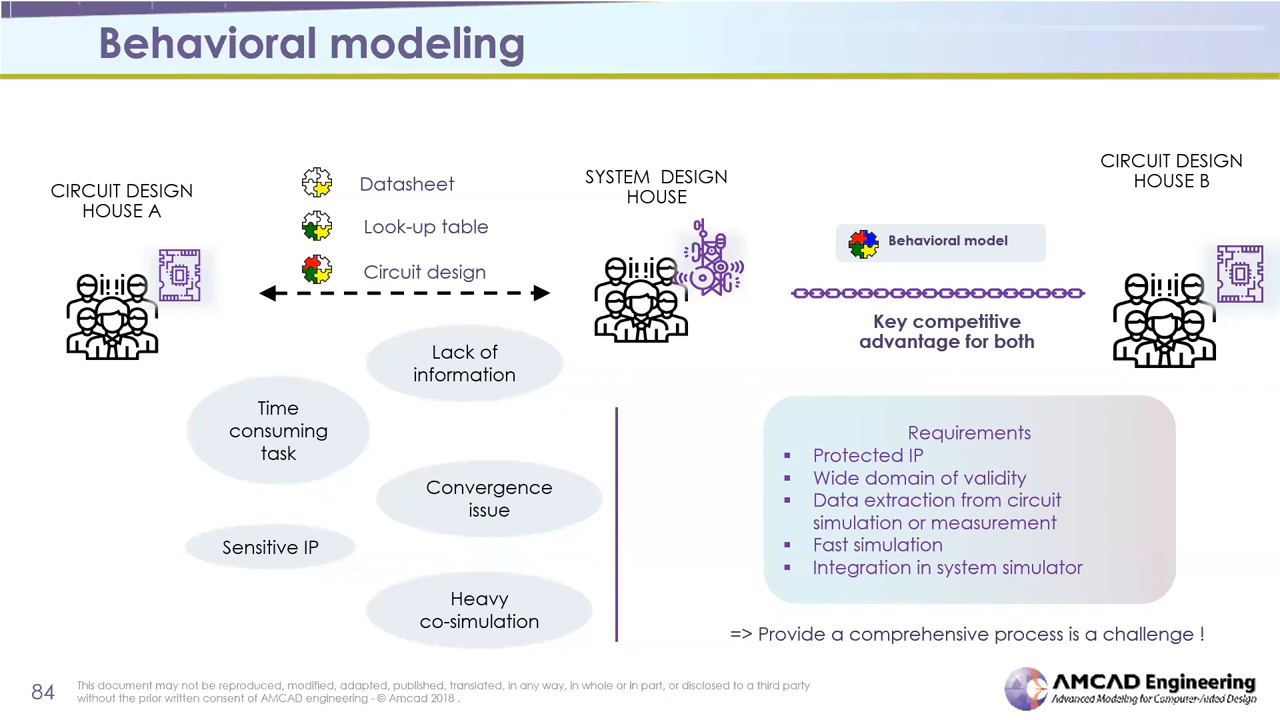 Behavioral modeling
CIRCUIT DESIGN
HOUSE A
Datasheet
Look-up table
Circuit design
SYSTEM DESIGN
HOUSE
CIRCUIT DESIGN
HOUSE B
Behavioral model
Key competitive
advantage for both
Lack of
information
Time
consuming
task
Convergence
issue
Sensitive IP
Heavy
co-simulation
Requirements
▪ Protected IP
▪ Wide domain of validity
▪ Data extraction from circuit
simulation or measurement
▪ Fast simulation
▪ Integration in system simulator
=> Provide a comprehensive process is a challenge !
84
This document may not be reproduced, modified, adapted, published, translated, in any way, in whole or in part, or disclosed to a third party
without the prior written consent of AMCAD engineering - © Amcad 2018 .
AMCAD Engineering
Advanced Modeling for Computer-Aided Design